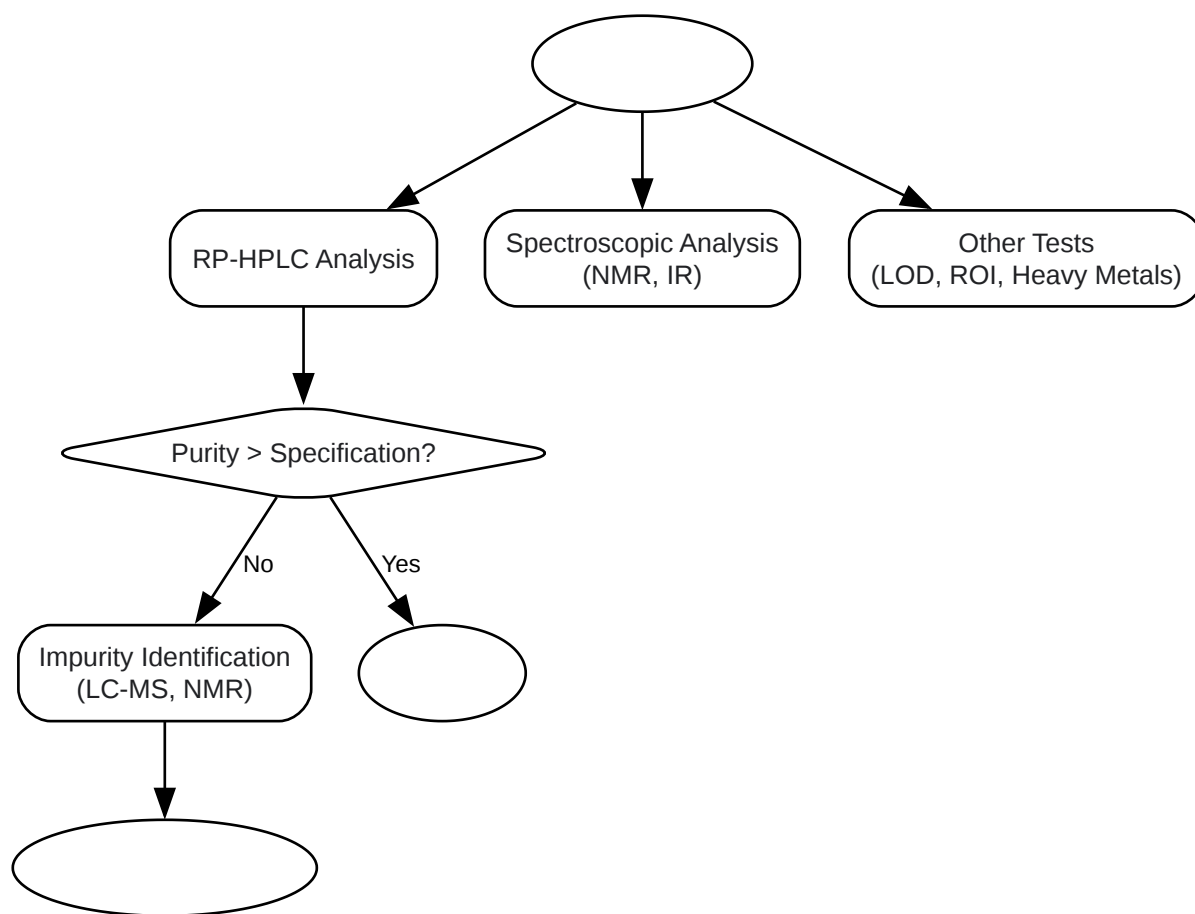 RP-HPLC Analysis
Spectroscopic Analysis
(NMR, IR)
Other Tests
(LOD, ROI, Heavy Metals)
Purity > Specification?
No
Yes
Impurity Identification
(LC-MS, NMR)